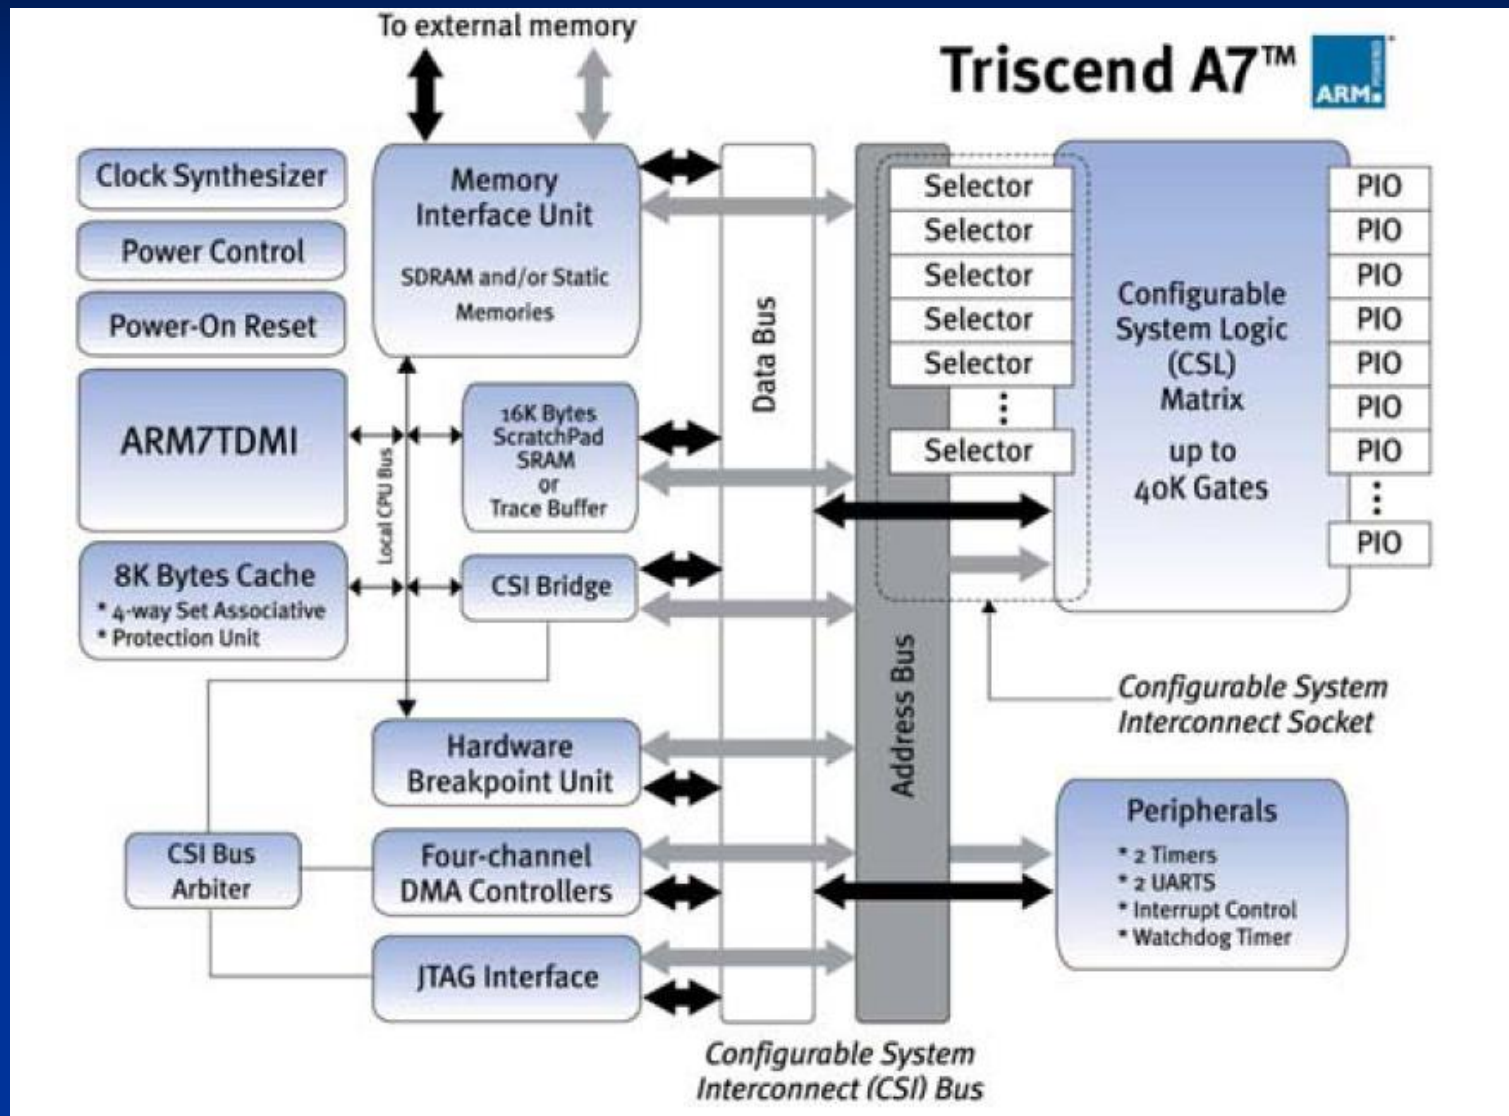 To external memory
Triscend A7™
ARM POWERED
Clock Synthesizer
Power Control
Power-On Reset
ARM7TDMI
8K Bytes Cache
* 4-way Set Associative
* Protection Unit
Memory
Interface Unit
SDRAM and/or Static
Memories
Local CPU Bus
16K Bytes
ScratchPad
SRAM
or
Trace Buffer
CSI Bridge
Hardware
Breakpoint Unit
CSI Bus
Arbiter
Four-channel
DMA Controllers
JTAG Interface
Data Bus
Address Bus
Selector
Selector
Selector
Selector
Selector
Selector
Configurable
System Logic
(CSL)
Matrix
up to
40K Gates
PIO
PIO
PIO
PIO
PIO
PIO
PIO
PIO
Configurable System
Interconnect Socket
Peripherals
* 2 Timers
* 2 UARTS
* Interrupt Control
* Watchdog Timer
Configurable System
Interconnect (CSI) Bus